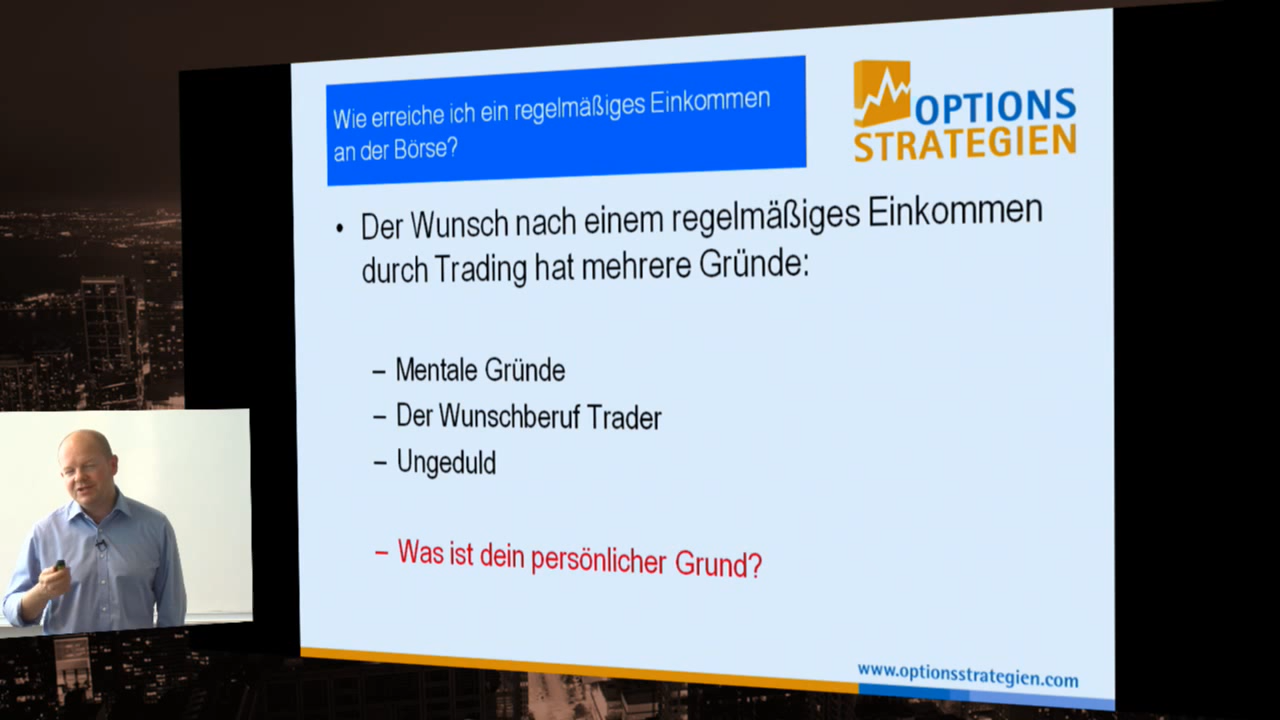 Wie erreiche ich ein regelmäßiges Einkommen
an der Börse?
OPTIONS
STRATEGIEN
• Der Wunsch nach einem regelmäßiges Einkommen
durch Trading hat mehrere Gründe:
– Mentale Gründe
– Der Wunschberuf Trader
– Ungeduld
– Was ist dein persönlicher Grund?
www.optionsstrategien.com